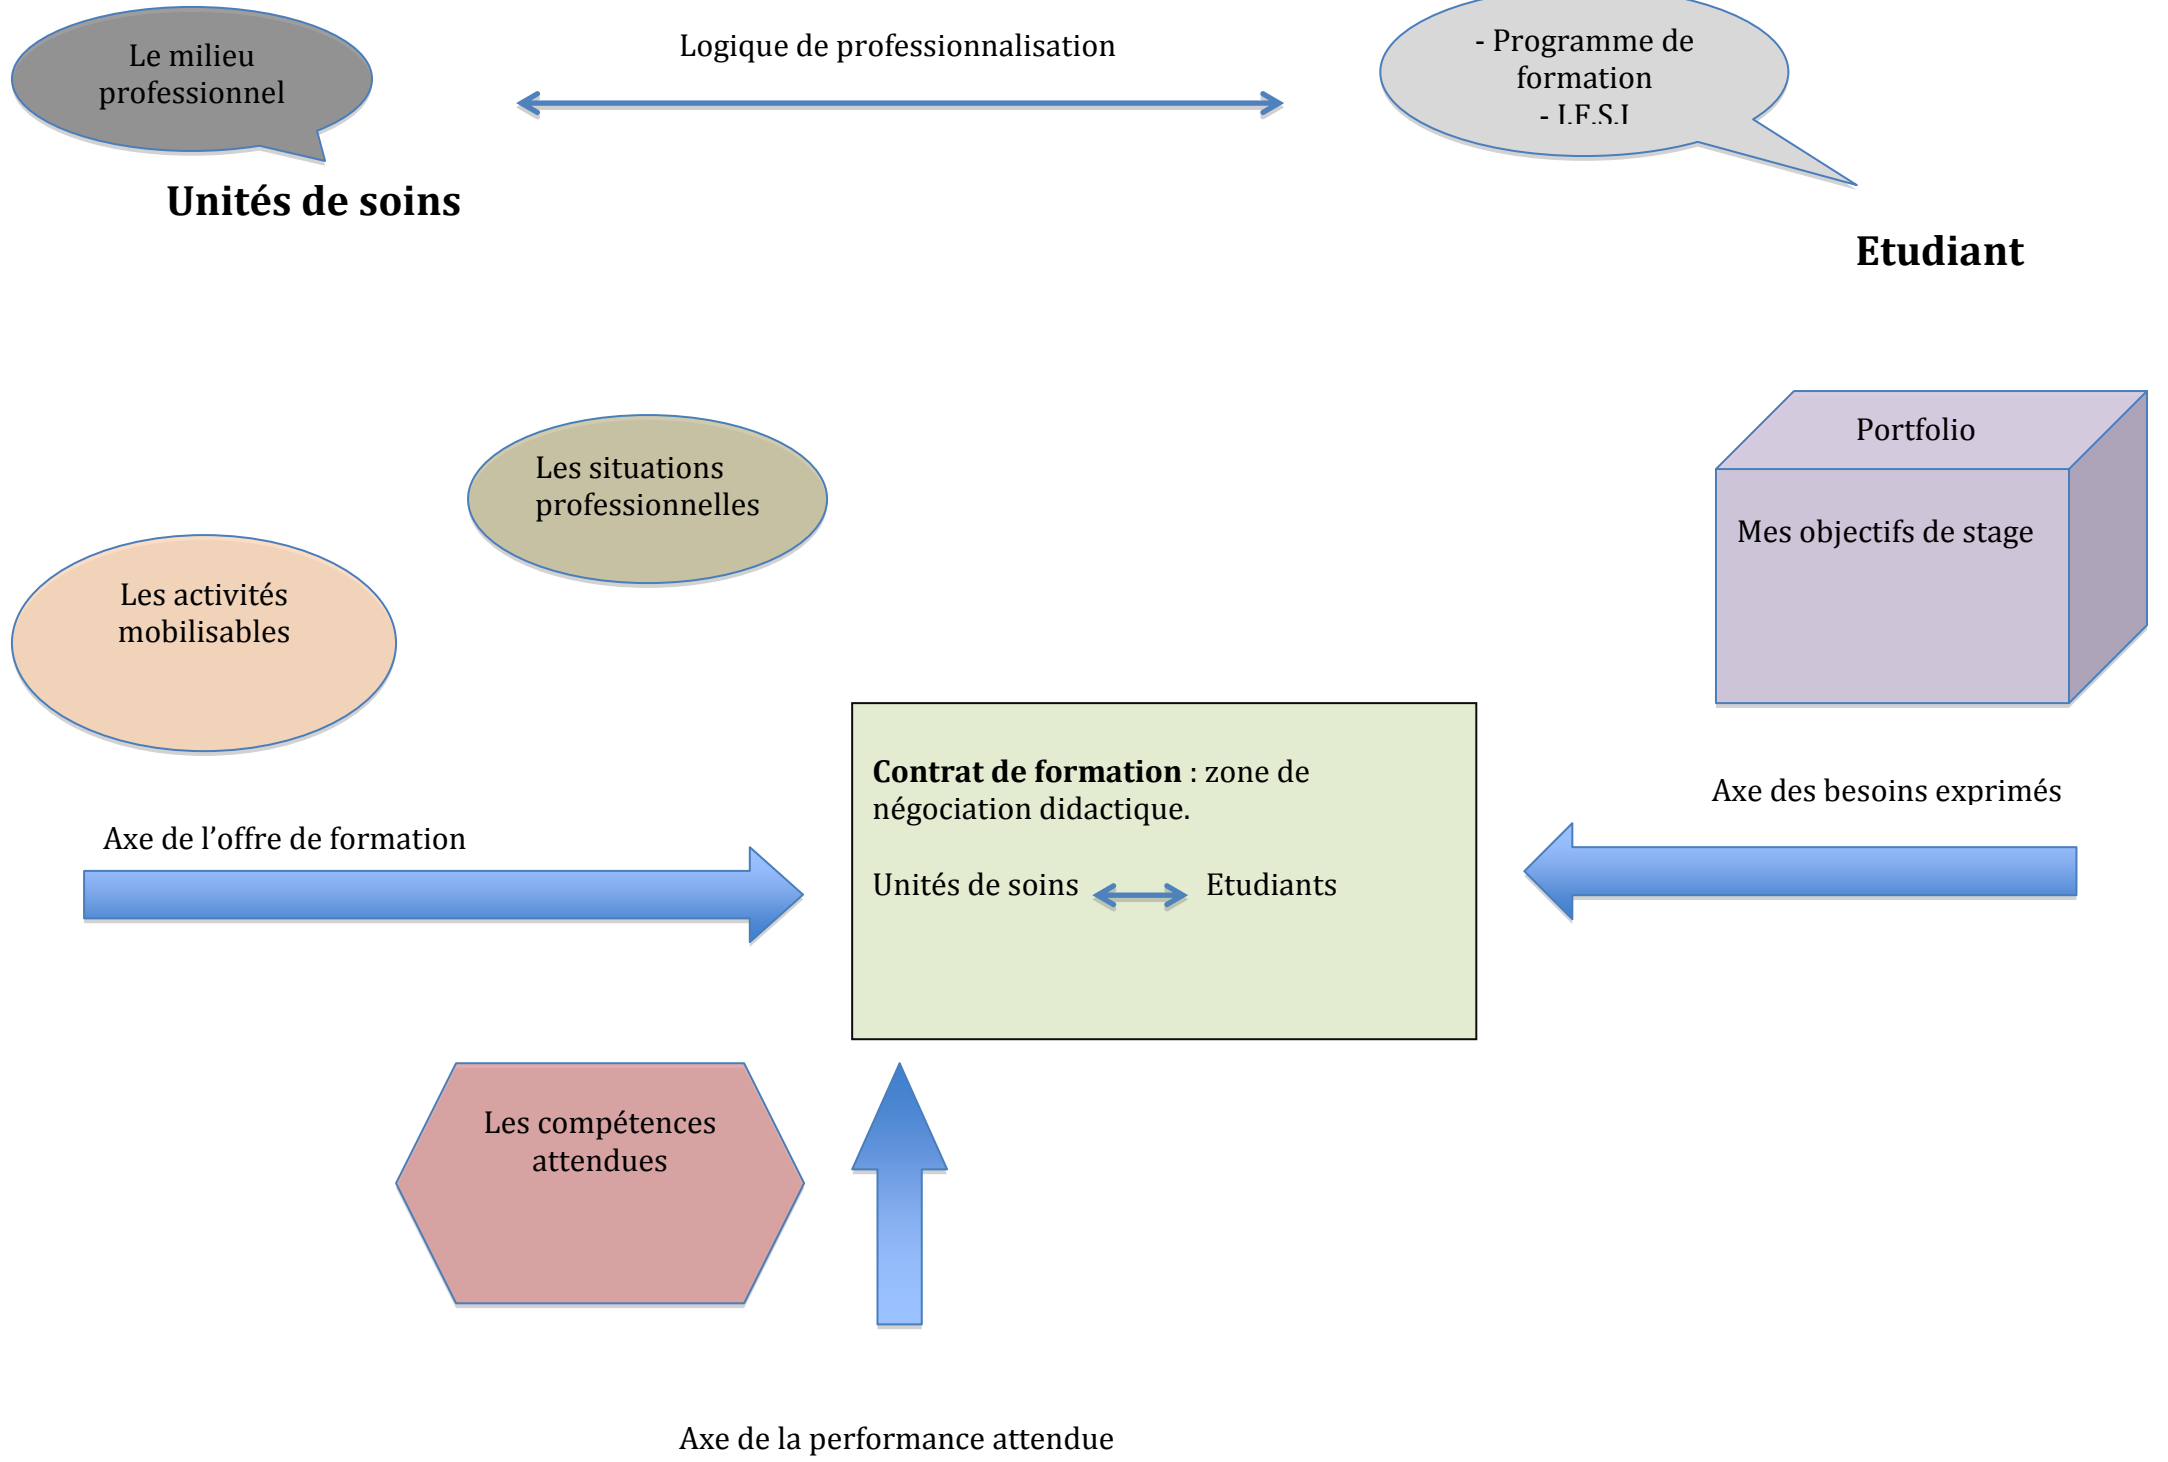 Le milieu
professionnel
Logique de professionnalisation
- Programme de
formation
- I.F.S.I
Unités de soins
Etudiant
Les situations
professionnelles
Portfolio
Mes objectifs de stage
Les activités
mobilisables
Contrat de formation : zone de
négociation didactique.
Unités de soins Etudiants
Axe des besoins exprimés
Axe de l’offre de formation
Les compétences
attendues
Axe de la performance attendue